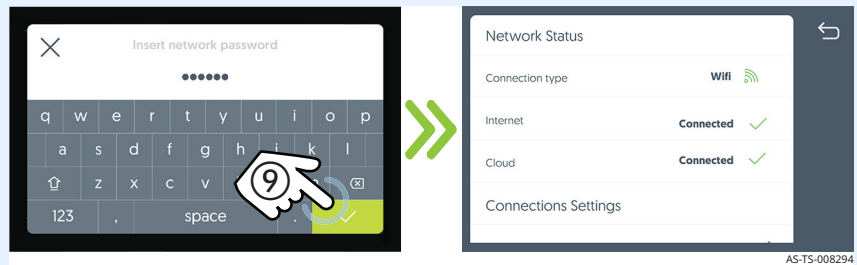 Insert network password
••••••
q w e r t y u i o p
a s d f g h j k l
z x c v
123 , space .
9
Network Status
Connection type Wifi
Internet Connected
Cloud Connected
Connections Settings
AS-TS-008294